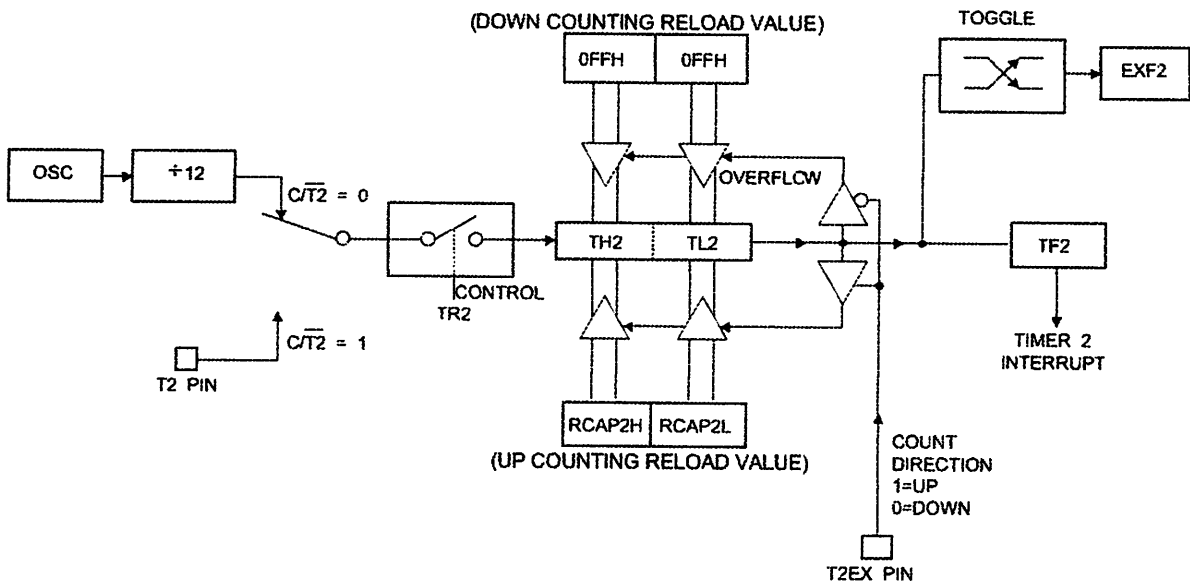 (DOWN COUNTING RELOAD VALUE)
TOGGLE
0FFH 0FFH
EXF2
OSC
÷12
C/T2̅ = 0
OVERFLOW
TH2 TL2
TF2
CONTROL
TR2
C/T2̅ = 1
T2 PIN
TIMER 2
INTERRUPT
RCAP2H RCAP2L
(UP COUNTING RELOAD VALUE)
COUNT
DIRECTION
1=UP
0=DOWN
T2EX PIN